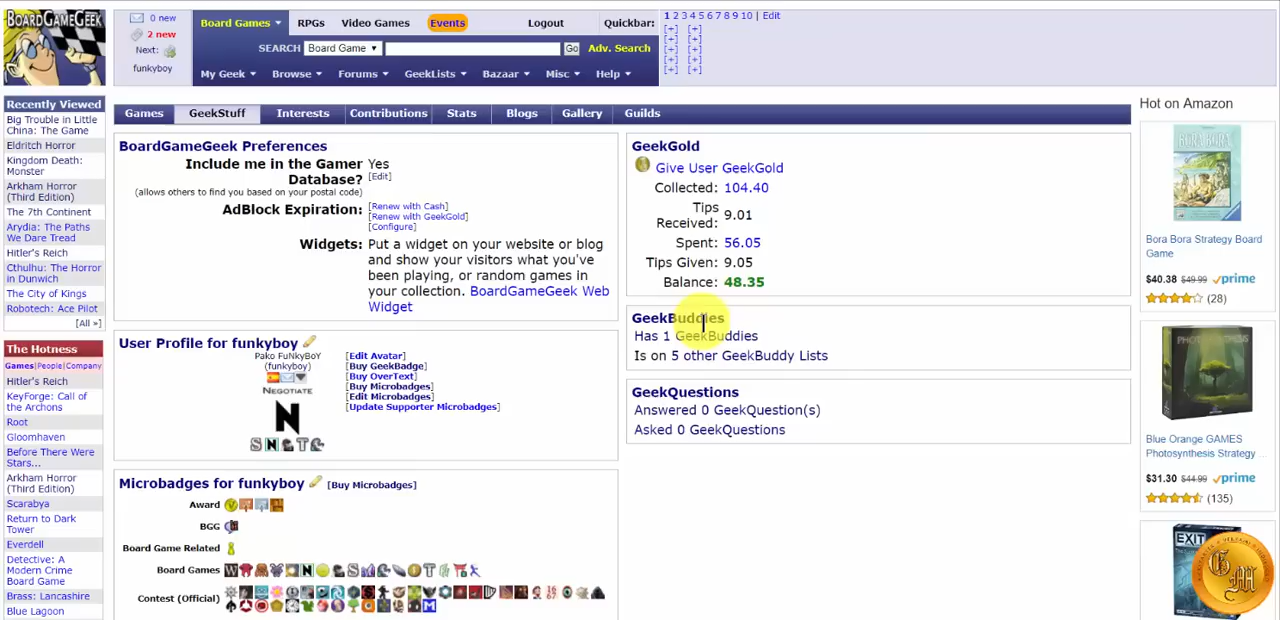 BOARDGAMEGEEK
0 new
2 new
Next:
funkyboy
Board Games
RPGs
Video Games
Events
Logout
Quickbar:
1 2 3 4 5 6 7 8 9 10 | Edit
[+] [+]
[+] [+]
[+] [+]
[+] [+]
[+] [+]
SEARCH Board Game Go Adv. Search
My Geek Browse Forums GeekLists Bazaar Misc Help
Recently Viewed
Big Trouble in Little
China: The Game
Eldritch Horror
Kingdom Death:
Monster
Arkham Horror
(Third Edition)
The 7th Continent
Arydia: The Paths
We Dare Tread
Hitler's Reich
Cthulhu: The Horror
in Dunwich
The City of Kings
Robotech: Ace Pilot
[All »]
The Hotness
Games|People|Company
Hitler's Reich
KeyForge: Call of
the Archons
Root
Gloomhaven
Before There Were
Stars...
Arkham Horror
(Third Edition)
Scarabya
Return to Dark
Tower
Everdell
Detective: A
Modern Crime
Board Game
Brass: Lancashire
Blue Lagoon
Games GeekStuff Interests Contributions Stats Blogs Gallery Guilds
BoardGameGeek Preferences
Include me in the Gamer Yes
Database? [Edit]
(allows others to find you based on your postal code)
AdBlock Expiration: [Renew with Cash]
[Renew with GeekGold]
[Configure]
Widgets: Put a widget on your website or blog
and show your visitors what you've
been playing, or random games in
your collection. BoardGameGeek Web
Widget
User Profile for funkyboy
Pako FuNkyBoY
(funkyboy)
NEGOTIATE
N
[Edit Avatar]
[Buy GeekBadge]
[Buy OverText]
[Buy Microbadges]
[Edit Microbadges]
[Update Supporter Microbadges]
Microbadges for funkyboy [Buy Microbadges]
Award
BGG
Board Game Related
Board Games
Contest (Official)
GeekGold
Give User GeekGold
Collected: 104.40
Tips
Received: 9.01
Spent: 56.05
Tips Given: 9.05
Balance: 48.35
GeekBuddies
Has 1 GeekBuddies
Is on 5 other GeekBuddy Lists
GeekQuestions
Answered 0 GeekQuestion(s)
Asked 0 GeekQuestions
Hot on Amazon
BORA BORA
Bora Bora Strategy Board
Game
$40.38 $49.99 prime
(28)
PHOTOSYNTHESIS
Blue Orange GAMES
Photosynthesis Strategy ...
$31.30 $44.99 prime
(135)
EXIT